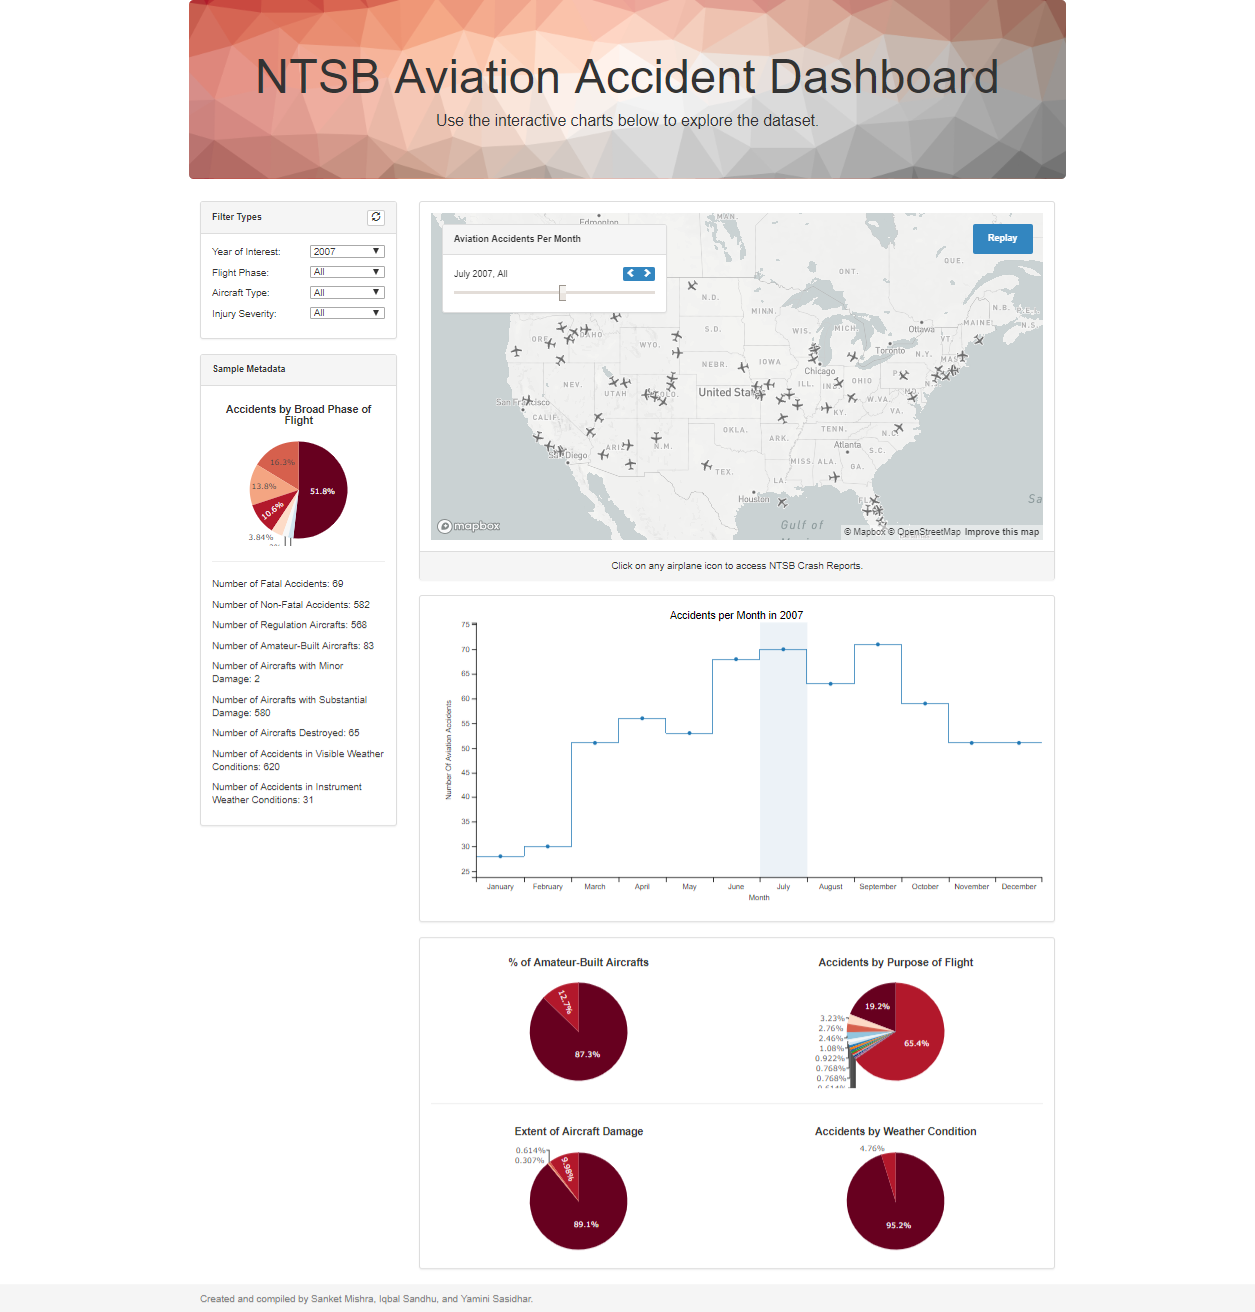 NTSB Aviation Accident Dashboard
Use the interactive charts below to explore the dataset.
Filter Types
Year of Interest: 2007
Flight Phase: All
Aircraft Type: All
Injury Severity: All
Sample Metadata
Accidents by Broad Phase of
Flight
16.3%
13.8%
51.8%
10.6%
3.84%
Number of Fatal Accidents: 69
Number of Non-Fatal Accidents: 582
Number of Regulation Aircrafts: 568
Number of Amateur-Built Aircrafts: 83
Number of Aircrafts with Minor
Damage: 2
Number of Aircrafts with Substantial
Damage: 580
Number of Aircrafts Destroyed: 65
Number of Accidents in Visible Weather
Conditions: 620
Number of Accidents in Instrument
Weather Conditions: 31
Aviation Accidents Per Month
July 2007, All
Replay
Edmonton
MAN.
QUE.
ONT.
N.B.
P.E.
N.S.
MAINE
N.D.
MINN.
Ottawa
VT.
S.D.
WIS.
MICH
Toronto
N.Y.
MAS
ORE
IDAHO
WYO.
Chicago
NEBR.
IOWA
NEV.
UTAH
United Sta
ILL.
IND
OHIO
San Francisco
W.VA.
CALIF.
KY.
VA.
OKLA.
TENN.
ARK.
N.C.
ARIZ
N.M.
Atlanta
San Diego
S.C.
MISS.
ALA.
GA.
TEX.
LA.
Houston
FLA
Gulf of
Sa
mapbox
© Mapbox © OpenStreetMap Improve this map
Click on any airplane icon to access NTSB Crash Reports.
Accidents per Month in 2007
75
70
65
60
55
50
45
40
35
30
25
Number Of Aviation Accidents
January February March April May June July August September October November December
Month
% of Amateur-Built Aircrafts
12.7%
87.3%
Accidents by Purpose of Flight
19.2%
65.4%
3.23%
2.76%
2.46%
1.08%
0.922%
0.768%
0.768%
0.614%
Extent of Aircraft Damage
0.614%
0.307%
9.98%
89.1%
Accidents by Weather Condition
4.76%
95.2%
Created and compiled by Sanket Mishra, Iqbal Sandhu, and Yamini Sasidhar.